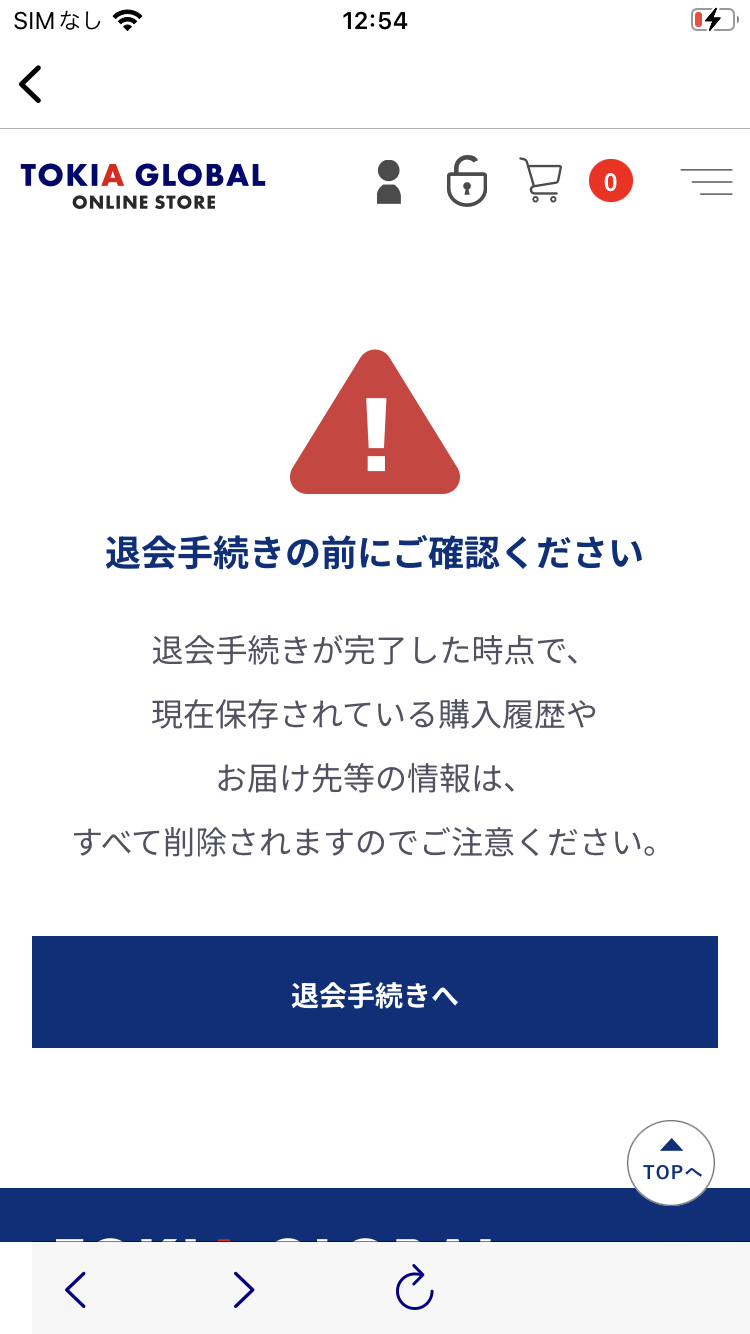 SIMなし
12:54
TOKIA GLOBAL
ONLINE STORE
0
!
退会手続きの前にご確認ください
退会手続きが完了した時点で、
現在保存されている購入履歴や
お届け先等の情報は、
すべて削除されますのでご注意ください。
退会手続きへ
TOPへ
TOKIA GLOBAL